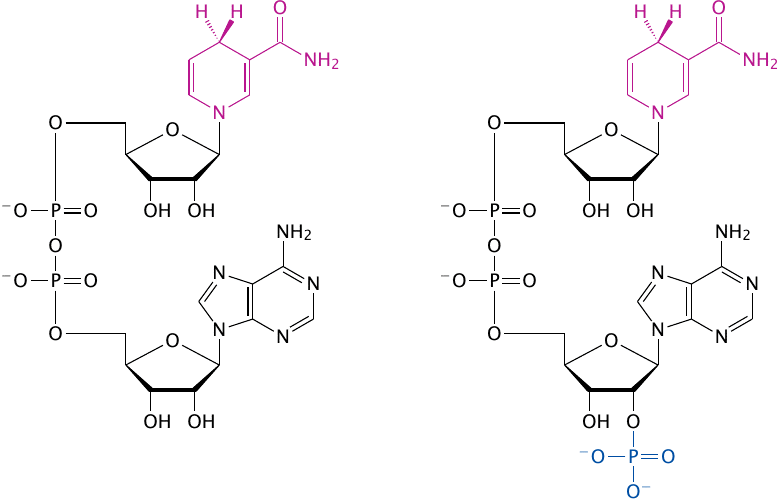 H H O H H O
NH₂ NH₂
N N
O O O O
⁻O P O OH OH ⁻O P O OH OH
O NH₂ O NH₂
⁻O P O N N ⁻O P O N N
O O N N O O N N
OH OH OH O
⁻O P O
O⁻